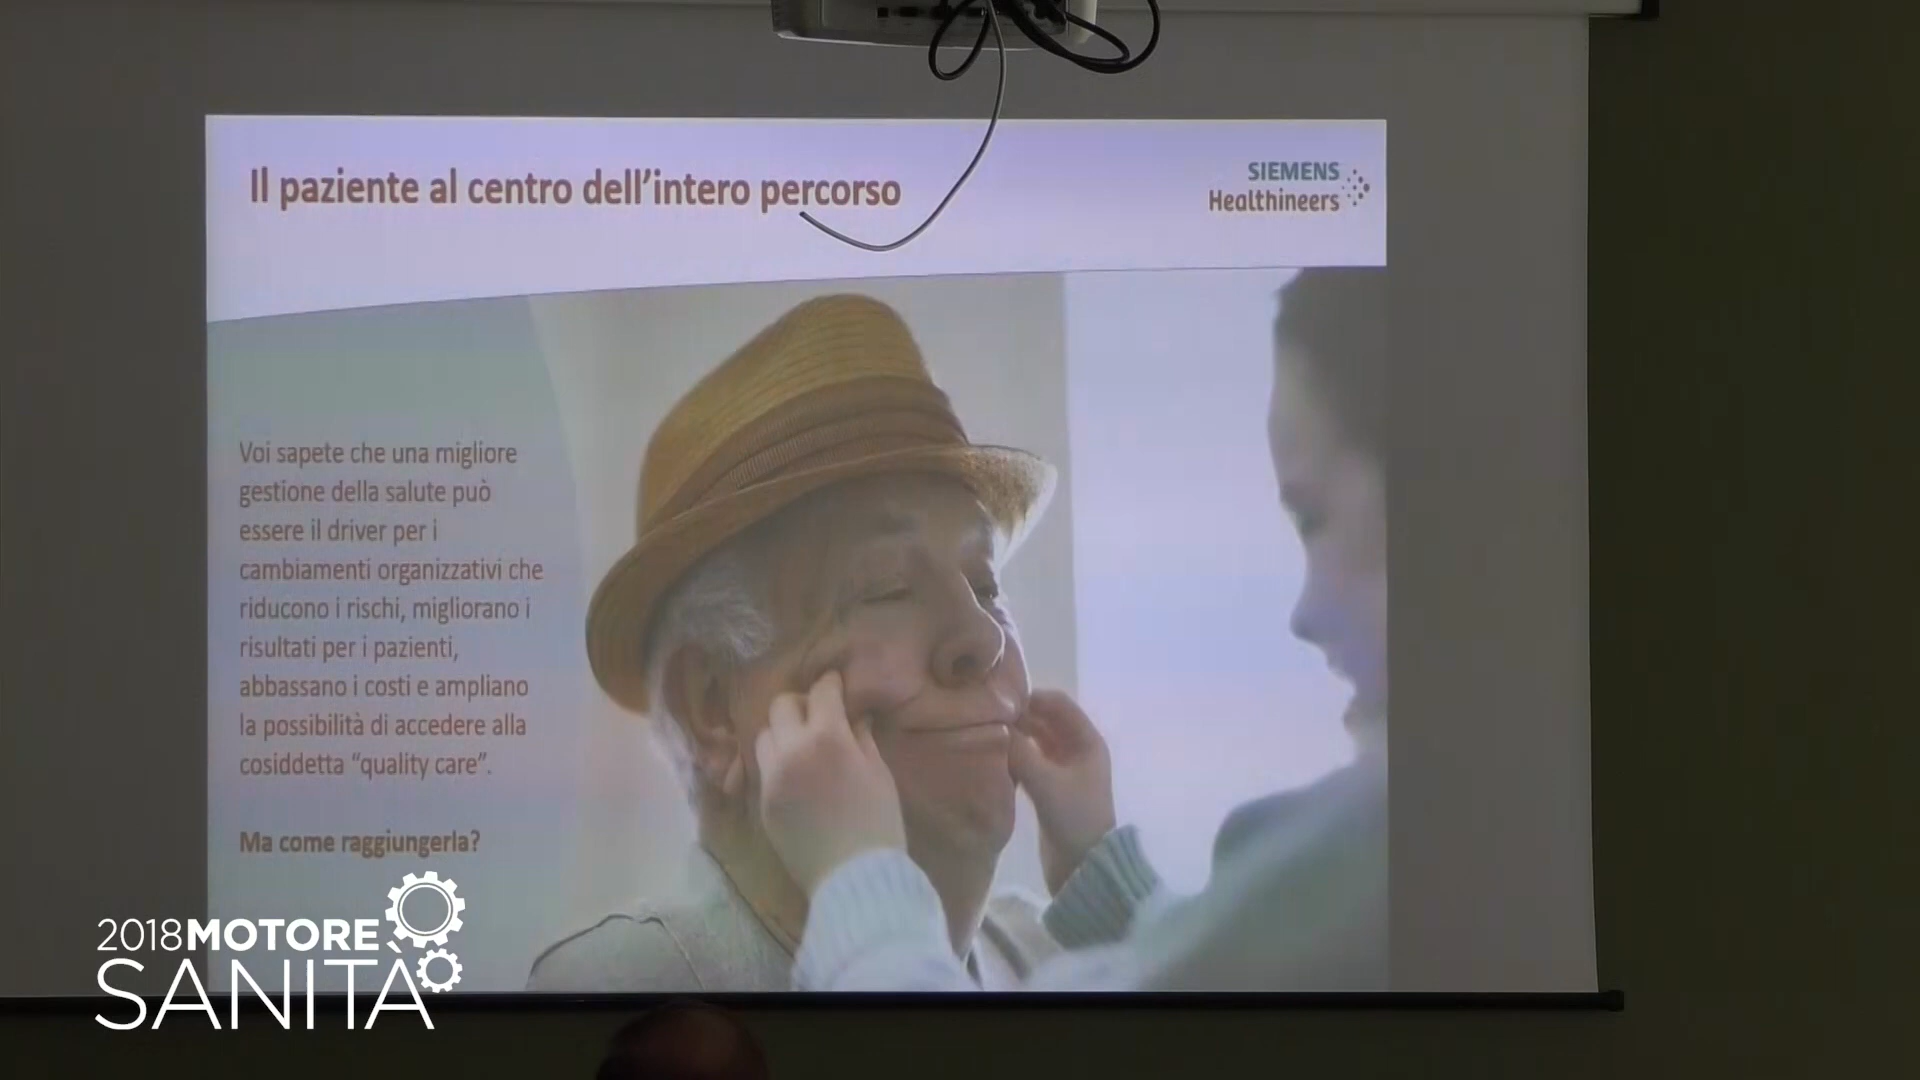 Il paziente al centro dell'intero percorso
SIEMENS
Healthineers
Voi sapete che una migliore
gestione della salute può
essere il driver per i
cambiamenti organizzativi che
riducono i rischi, migliorano i
risultati per i pazienti,
abbassano i costi e ampliano
la possibilità di accedere alla
cosiddetta “quality care”.
Ma come raggiungerla?
2018MOTORE
SANITÀ